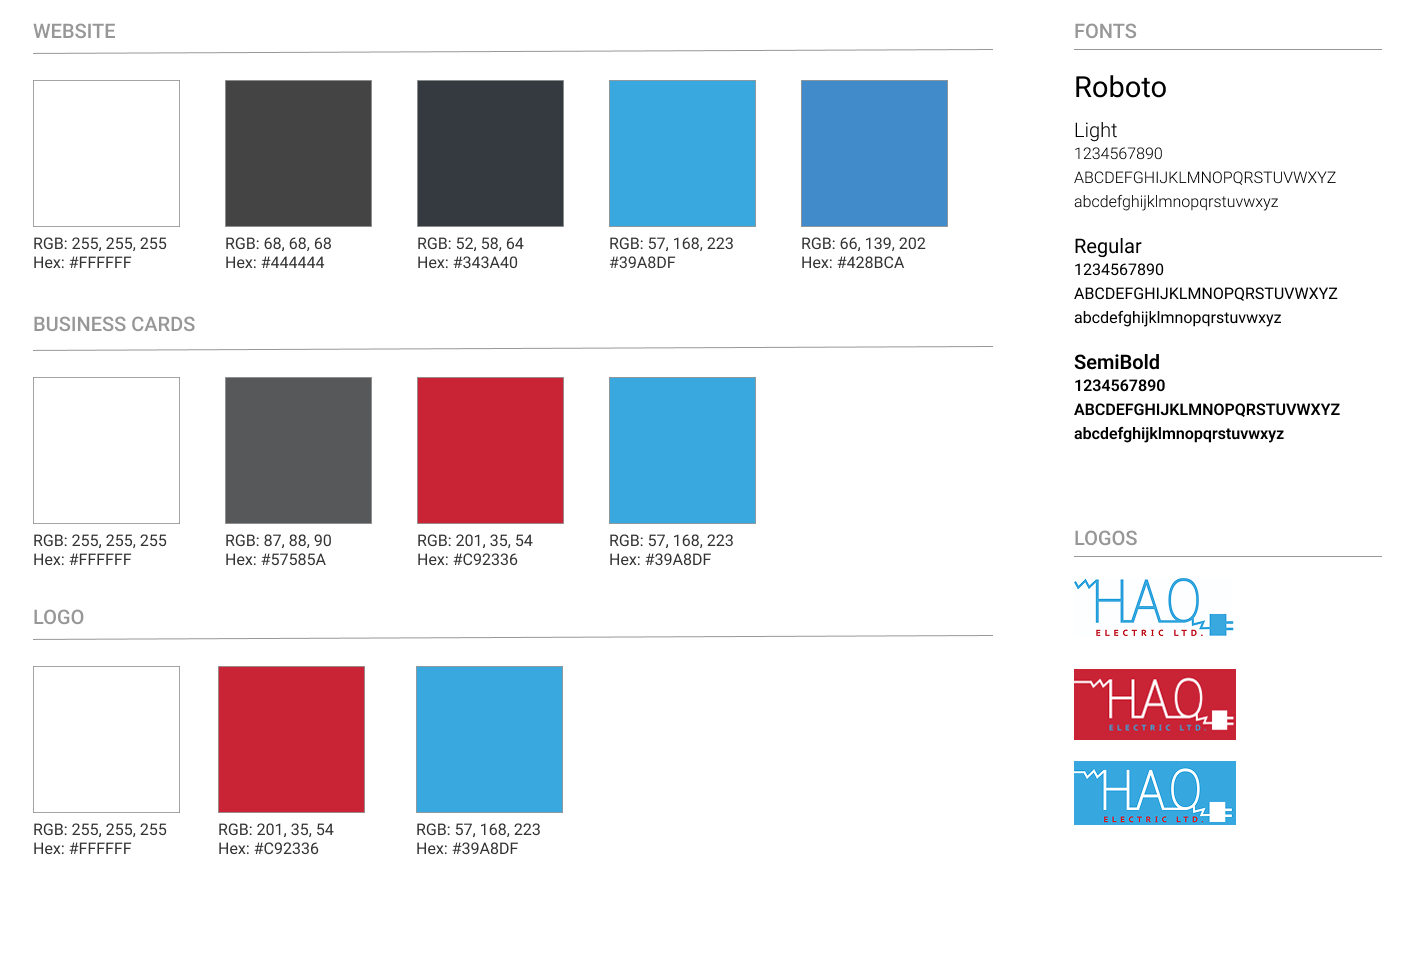 WEBSITE
RGB: 255, 255, 255
Hex: #FFFFFF
RGB: 68, 68, 68
Hex: #444444
RGB: 52, 58, 64
Hex: #343A40
RGB: 57, 168, 223
#39A8DF
RGB: 66, 139, 202
Hex: #428BCA
BUSINESS CARDS
RGB: 255, 255, 255
Hex: #FFFFFF
RGB: 87, 88, 90
Hex: #57585A
RGB: 201, 35, 54
Hex: #C92336
RGB: 57, 168, 223
Hex: #39A8DF
LOGO
RGB: 255, 255, 255
Hex: #FFFFFF
RGB: 201, 35, 54
Hex: #C92336
RGB: 57, 168, 223
Hex: #39A8DF
FONTS
Roboto
Light
1234567890
ABCDEFGHIJKLMNOPQRSTUVWXYZ
abcdefghijklmnopqrstuvwxyz
Regular
1234567890
ABCDEFGHIJKLMNOPQRSTUVWXYZ
abcdefghijklmnopqrstuvwxyz
SemiBold
1234567890
ABCDEFGHIJKLMNOPQRSTUVWXYZ
abcdefghijklmnopqrstuvwxyz
LOGOS
HAQ
ELECTRIC LTD.
HAQ
ELECTRIC LTD.
HAQ
ELECTRIC LTD.